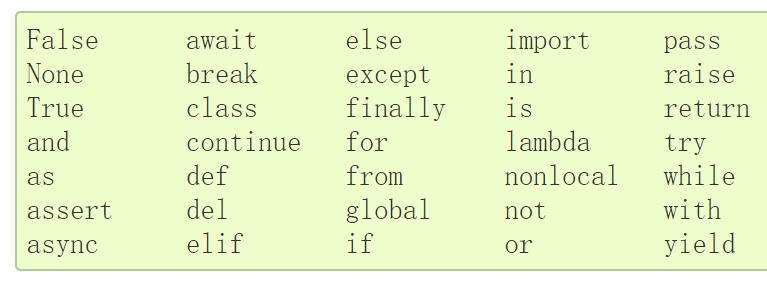 False await else import pass
None break except in raise
True class finally is return
and continue for lambda try
as def from nonlocal while
assert del global not with
async elif if or yield